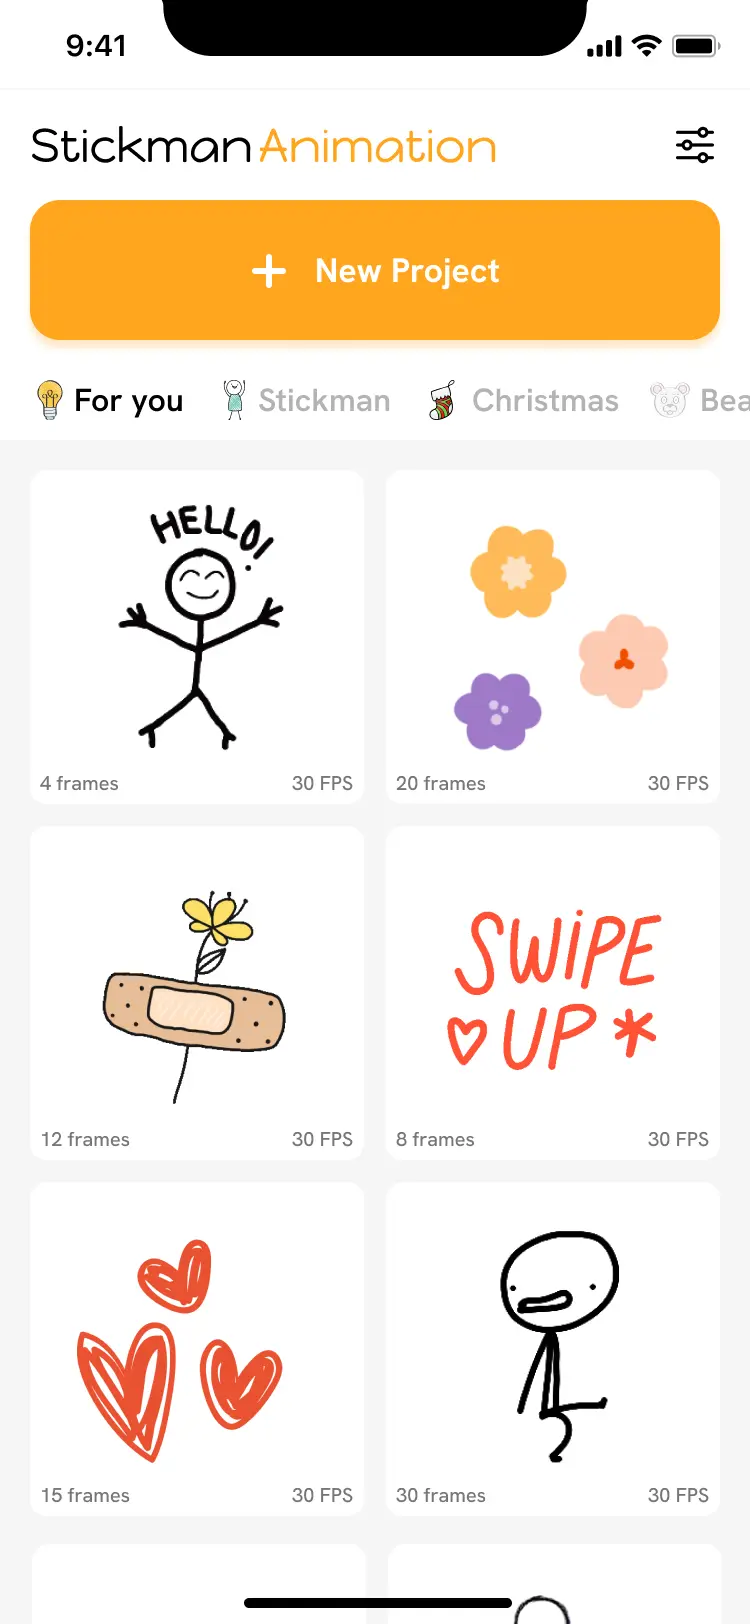 9:41
Stickman Animation
New Project
For you Stickman Christmas Bea
HELLO!
4 frames 30 FPS
20 frames 30 FPS
12 frames 30 FPS
SWIPE
UP
8 frames 30 FPS
15 frames 30 FPS
30 frames 30 FPS